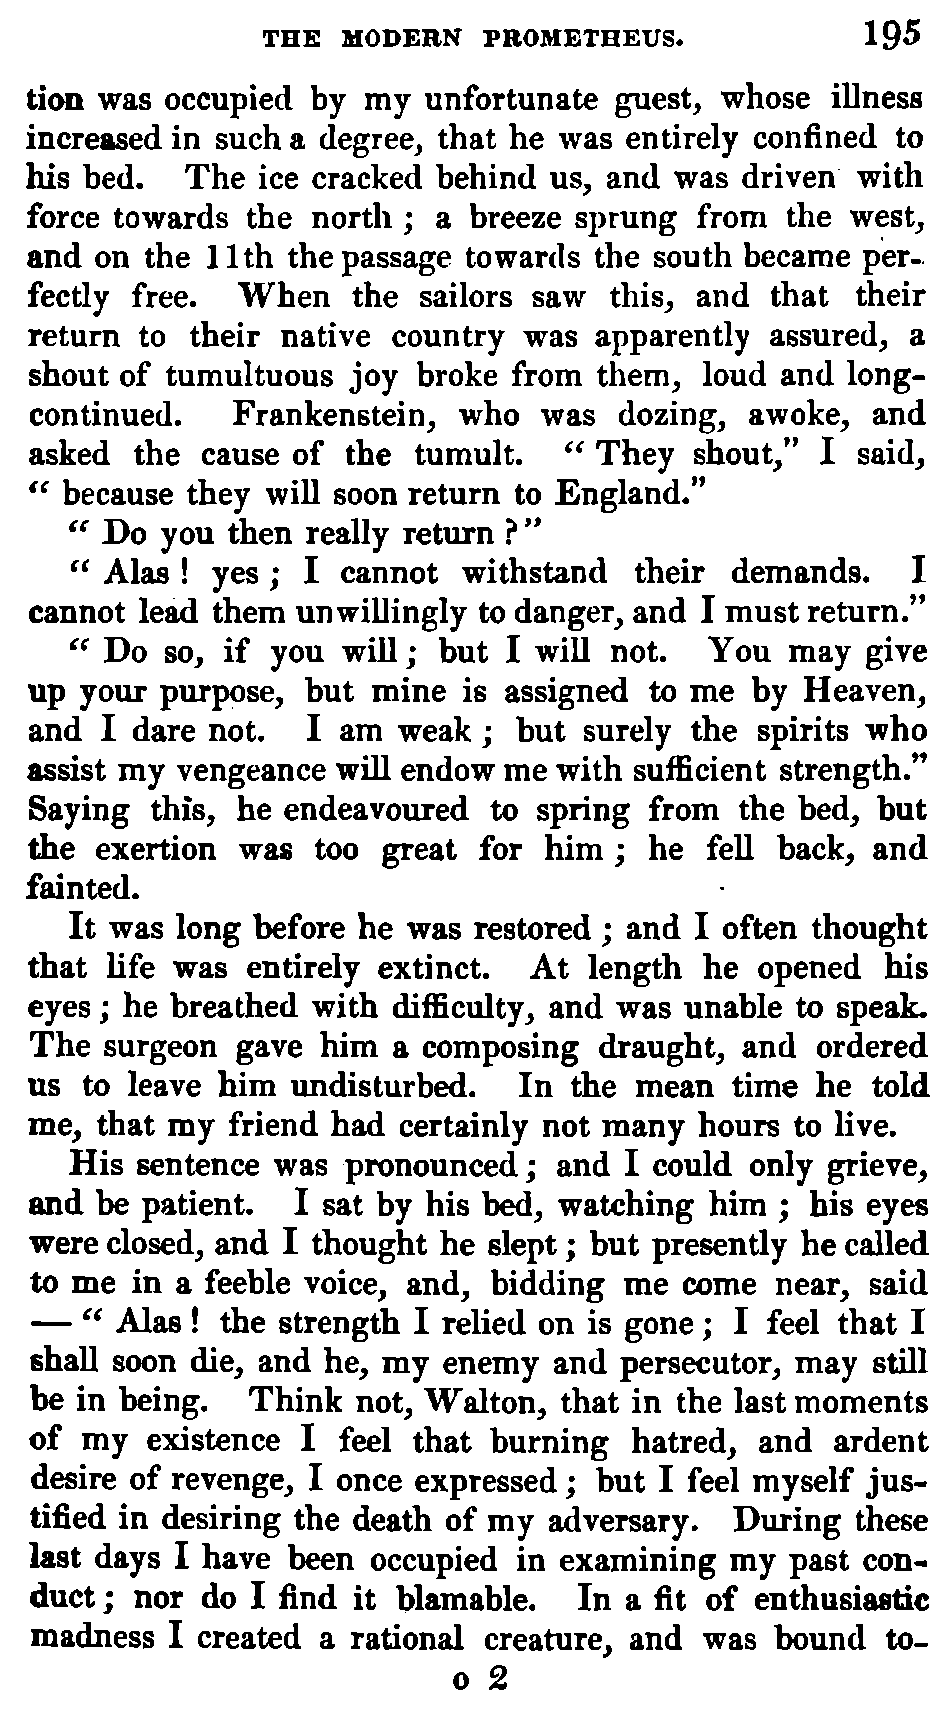 THE MODERN PROMETHEUS. 195
tion was occupied by my unfortunate guest, whose illness
increased in such a degree, that he was entirely confined to
his bed. The ice cracked behind us, and was driven with
force towards the north ; a breeze sprung from the west,
and on the 11th the passage towards the south became per-
fectly free. When the sailors saw this, and that their
return to their native country was apparently assured, a
shout of tumultuous joy broke from them, loud and long-
continued. Frankenstein, who was dozing, awoke, and
asked the cause of the tumult. “ They shout,” I said,
“ because they will soon return to England.”
“ Do you then really return ?”
“ Alas ! yes ; I cannot withstand their demands. I
cannot lead them unwillingly to danger, and I must return.”
“ Do so, if you will ; but I will not. You may give
up your purpose, but mine is assigned to me by Heaven,
and I dare not. I am weak ; but surely the spirits who
assist my vengeance will endow me with sufficient strength.”
Saying this, he endeavoured to spring from the bed, but
the exertion was too great for him ; he fell back, and
fainted.
It was long before he was restored ; and I often thought
that life was entirely extinct. At length he opened his
eyes ; he breathed with difficulty, and was unable to speak.
The surgeon gave him a composing draught, and ordered
us to leave him undisturbed. In the mean time he told
me, that my friend had certainly not many hours to live.
His sentence was pronounced ; and I could only grieve,
and be patient. I sat by his bed, watching him ; his eyes
were closed, and I thought he slept ; but presently he called
to me in a feeble voice, and, bidding me come near, said
— “ Alas ! the strength I relied on is gone ; I feel that I
shall soon die, and he, my enemy and persecutor, may still
be in being. Think not, Walton, that in the last moments
of my existence I feel that burning hatred, and ardent
desire of revenge, I once expressed ; but I feel myself jus-
tified in desiring the death of my adversary. During these
last days I have been occupied in examining my past con-
duct ; nor do I find it blamable. In a fit of enthusiastic
madness I created a rational creature, and was bound to-
o 2